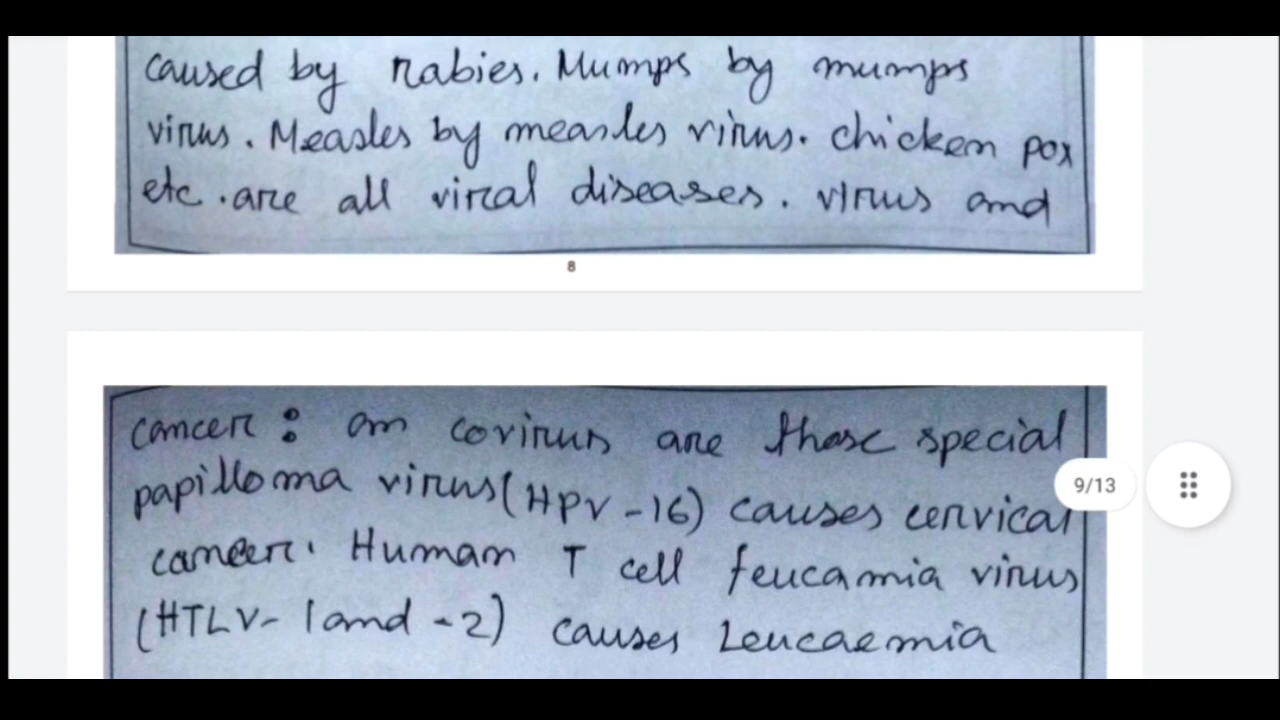 caused by rabies. Mumps by mumps
virus. Measles by measles virus. chicken pox
etc. are all viral diseases. virus and
8
cancer: on covirus are those special
papilloma virus (HPV-16) causes cervical
cancer. Human T cell feucamia virus
(HTLV-1 and -2) causes Leucaemia
9/13